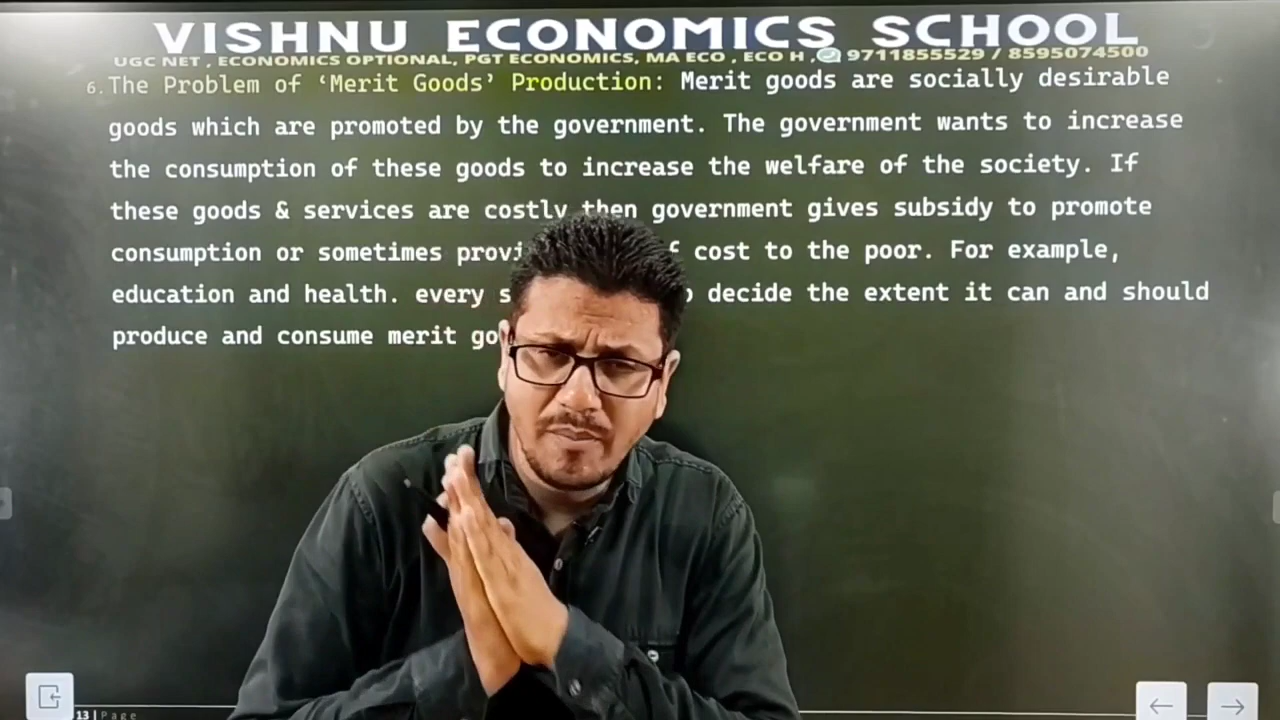 VISHNU ECONOMICS SCHOOL
UGC NET , ECONOMICS OPTIONAL, PGT ECONOMICS, MA ECO , ECO H , 9711855529 / 8595074500
6. The Problem of ‘Merit Goods’ Production: Merit goods are socially desirable
goods which are promoted by the government. The government wants to increase
the consumption of these goods to increase the welfare of the society. If
these goods & services are costly then government gives subsidy to promote
consumption or sometimes cost to the poor. For example,
education and health. every decide the extent it can and should
produce and consume merit
13 | Page